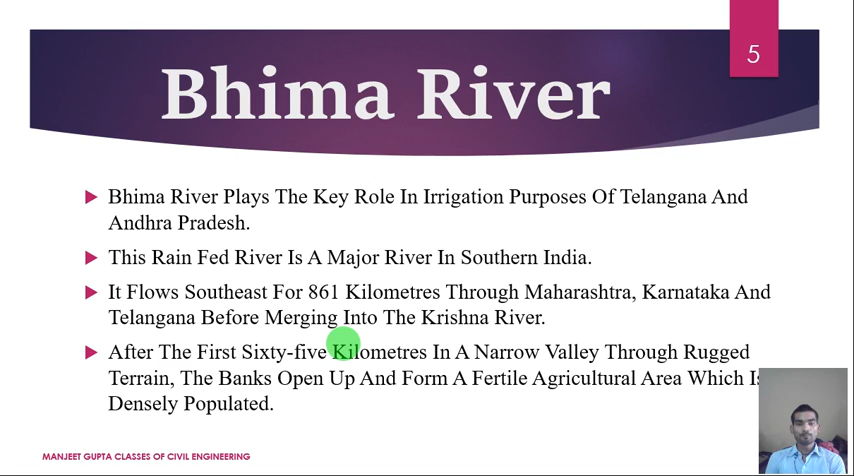 5
Bhima River
Bhima River Plays The Key Role In Irrigation Purposes Of Telangana And
Andhra Pradesh.
This Rain Fed River Is A Major River In Southern India.
It Flows Southeast For 861 Kilometres Through Maharashtra, Karnataka And
Telangana Before Merging Into The Krishna River.
After The First Sixty-five Kilometres In A Narrow Valley Through Rugged
Terrain, The Banks Open Up And Form A Fertile Agricultural Area Which Is
Densely Populated.
MANJEET GUPTA CLASSES OF CIVIL ENGINEERING